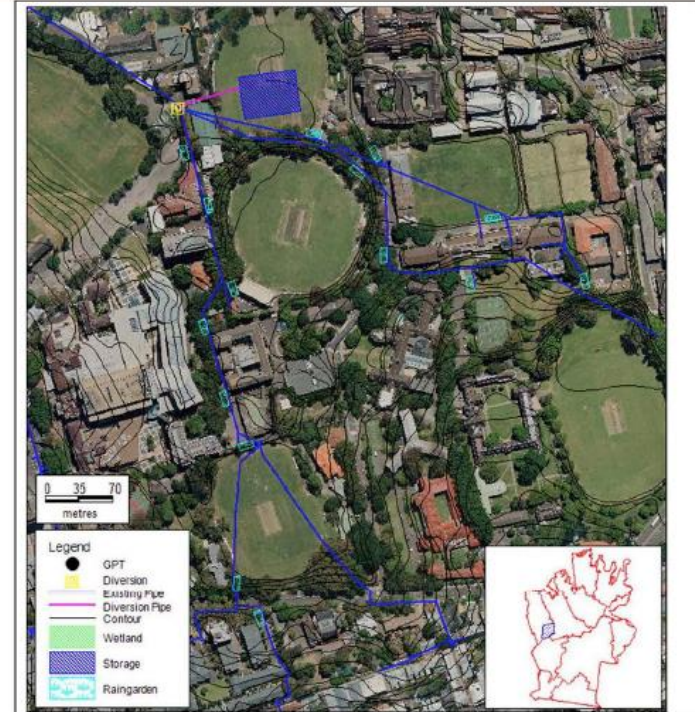 0 35 70
metres
Legend
GPT
Diversion
Existing Pipe
Diversion Pipe
Contour
Wetland
Storage
Raingarden